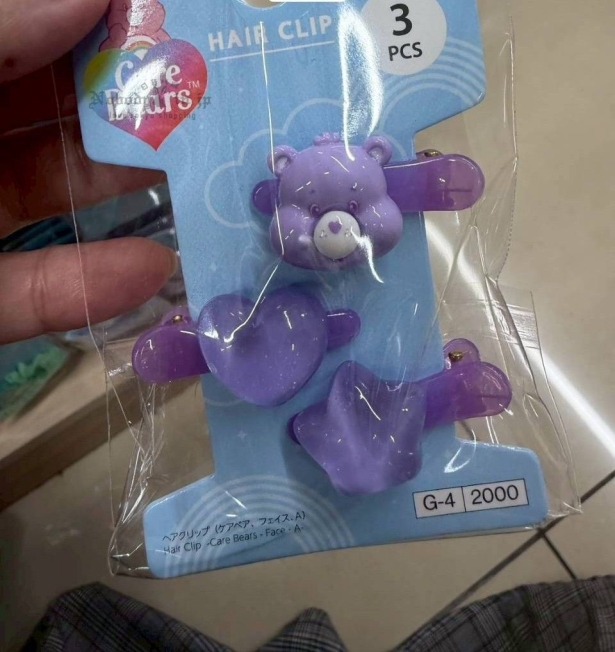 HAIR CLIP
3
PCS
Care
Bears™
G-4 2000
ヘアクリップ (ケアベア、フェイス、A)
Hair Clip -Care Bears - Face - A-